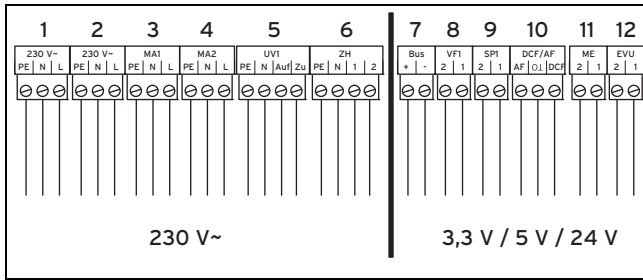 1 2 3 4 5 6 7 8 9 10 11 12
230 V~ 230 V~ MA1 MA2 UV1 ZH Bus VF1 SP1 DCF/AF ME EVU
PE N L PE N L PE N L PE N L PE N Auf Zu PE N 1 2 + - 2 1 2 1 AF O⊥ DCF 2 1 2 1
230 V~ 3,3 V / 5 V / 24 V